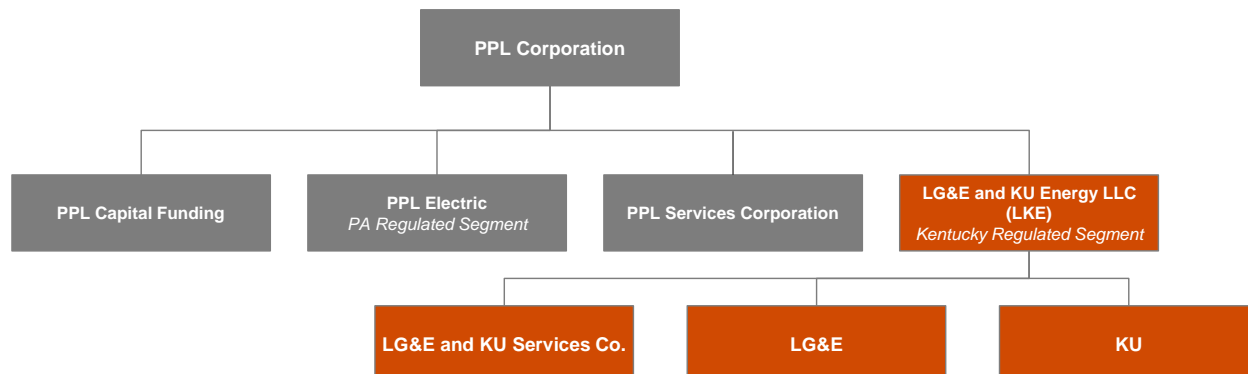 PPL Corporation
PPL Capital Funding
PPL Electric
PA Regulated Segment
PPL Services Corporation
LG&E and KU Energy LLC
(LKE)
Kentucky Regulated Segment
LG&E and KU Services Co.
LG&E
KU